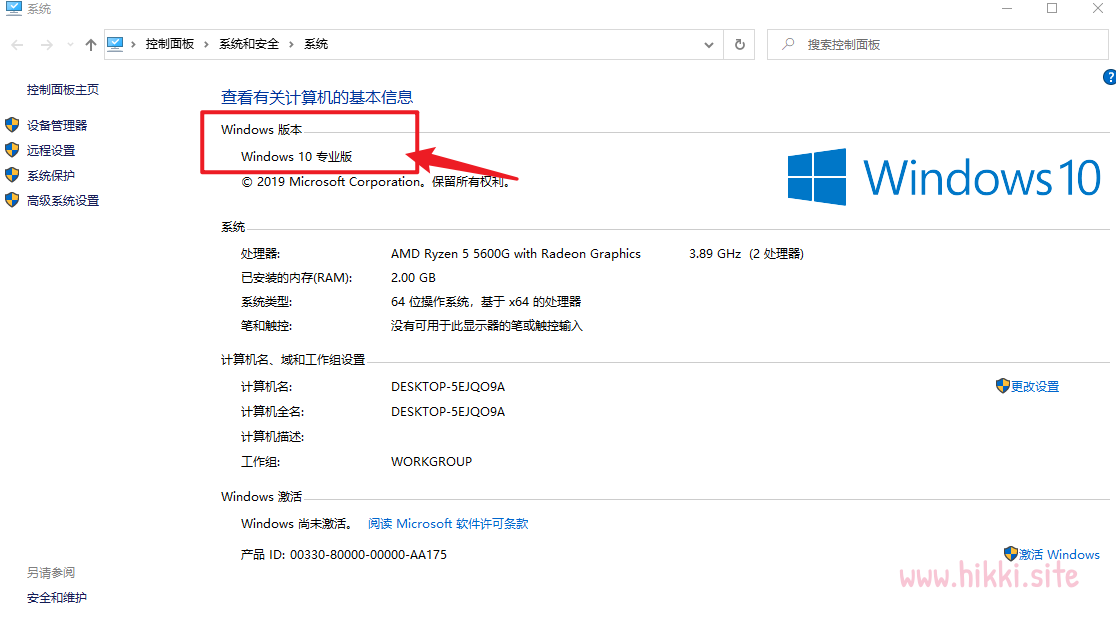 系统
控制面板 > 系统和安全 > 系统
搜索控制面板
控制面板主页
设备管理器
远程设置
系统保护
高级系统设置
查看有关计算机的基本信息
Windows 版本
Windows 10 专业版
© 2019 Microsoft Corporation。保留所有权利。
Windows 10
系统
处理器: AMD Ryzen 5 5600G with Radeon Graphics 3.89 GHz (2 处理器)
已安装的内存(RAM): 2.00 GB
系统类型: 64 位操作系统，基于 x64 的处理器
笔和触控: 没有可用于此显示器的笔或触控输入
计算机名、域和工作组设置
计算机名: DESKTOP-5EJQO9A
更改设置
计算机全名: DESKTOP-5EJQO9A
计算机描述:
工作组: WORKGROUP
Windows 激活
Windows 尚未激活。 阅读 Microsoft 软件许可条款
产品 ID: 00330-80000-00000-AA175
激活 Windows
www.hikki.site
另请参阅
安全和维护